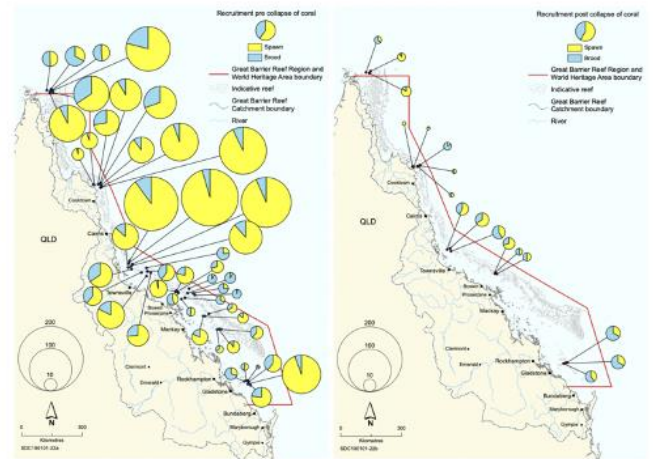 Recruitment pre collapse of coral
Spawn
Brood
Great Barrier Reef Region and
World Heritage Area boundary
Indicative reef
Great Barrier Reef
Catchment boundary
River
Cooktown
Cairns
QLD
Townsville
Bowen
Proserpine
Mackay
Clermont
Emerald
Rockhampton
Gladstone
Bundaberg
Maryborough
Gympie
200
100
10
N
0
50
Kilometres
Recruitment post collapse of coral
Spawn
Brood
Great Barrier Reef Region and
World Heritage Area boundary
Indicative reef
Great Barrier Reef
Catchment boundary
River
Cooktown
Cairns
QLD
Townsville
Bowen
Proserpine
Mackay
Clermont
Emerald
Rockhampton
Gladstone
Bundaberg
Maryborough
Gympie
200
100
10
N
0
Kilometres